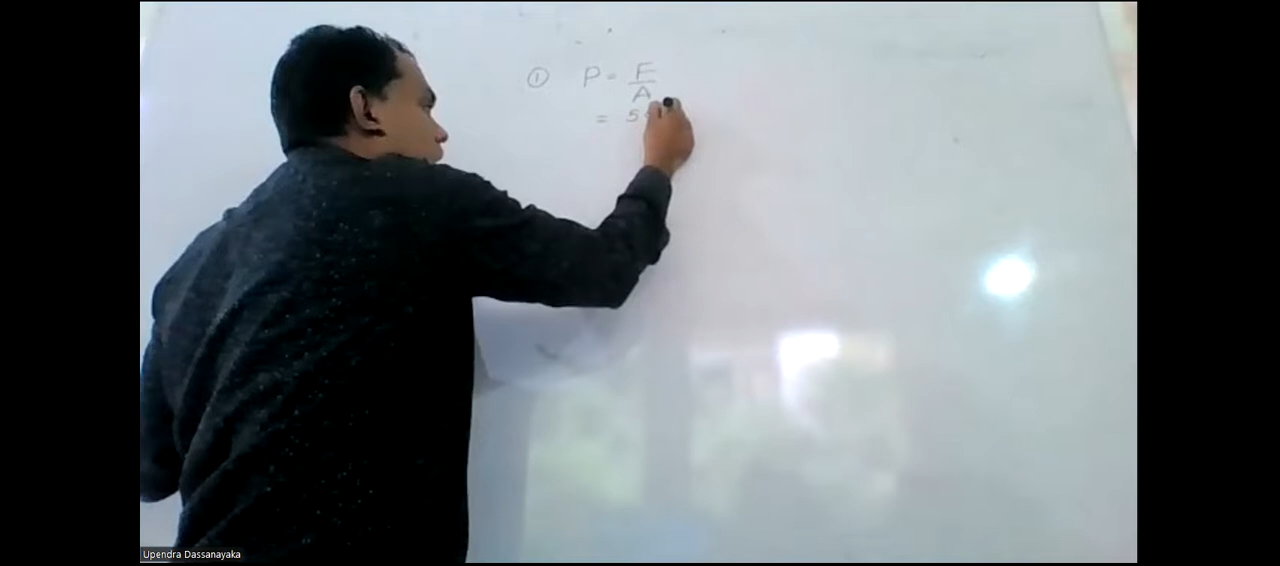 ① P = F/A
= 5
Upendra Dassanayaka